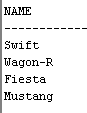 NAME
------------
Swift
Wagon-R
Fiesta
Mustang